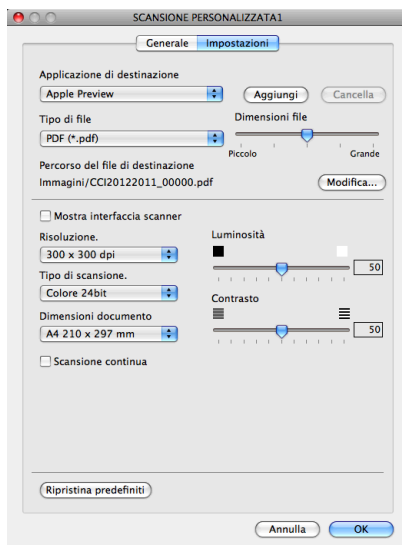 SCANSIONE PERSONALIZZATA1
Generale Impostazioni
Applicazione di destinazione
Apple Preview Aggiungi Cancella
Tipo di file Dimensioni file
PDF (*.pdf)
Piccolo Grande
Percorso del file di destinazione
Immagini/CCI20122011_00000.pdf Modifica...
Mostra interfaccia scanner
Risoluzione. Luminosità
300 x 300 dpi 50
Tipo di scansione.
Colore 24bit Contrasto
Dimensioni documento
A4 210 x 297 mm 50
Scansione continua
Ripristina predefiniti
Annulla OK